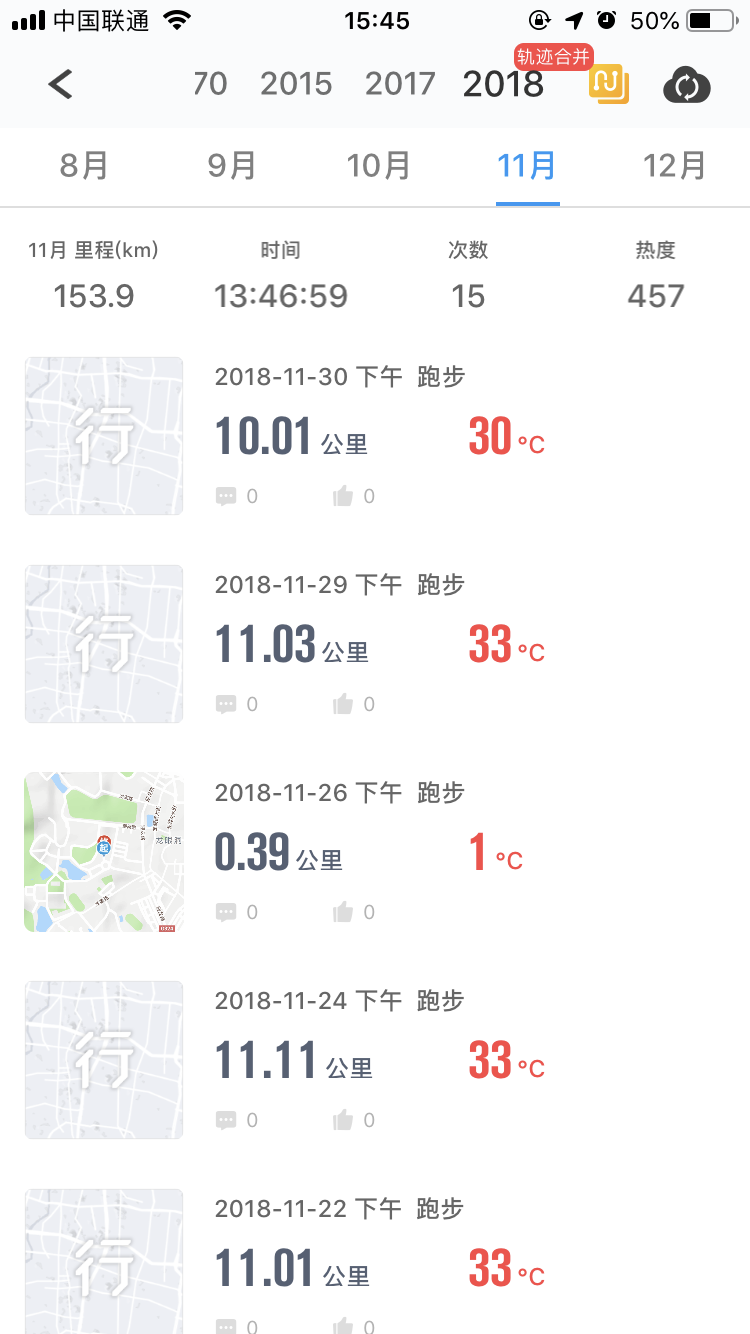 中国联通 15:45 50%
轨迹合并
70 2015 2017 2018
8月 9月 10月 11月 12月
11月 里程(km) 时间 次数 热度
153.9 13:46:59 15 457
2018-11-30 下午 跑步
行
10.01 公里 30 °C
0 0
2018-11-29 下午 跑步
行
11.03 公里 33 °C
0 0
2018-11-26 下午 跑步
起
0.39 公里 1 °C
0 0
2018-11-24 下午 跑步
行
11.11 公里 33 °C
0 0
2018-11-22 下午 跑步
行
11.01 公里 33 °C
0 0